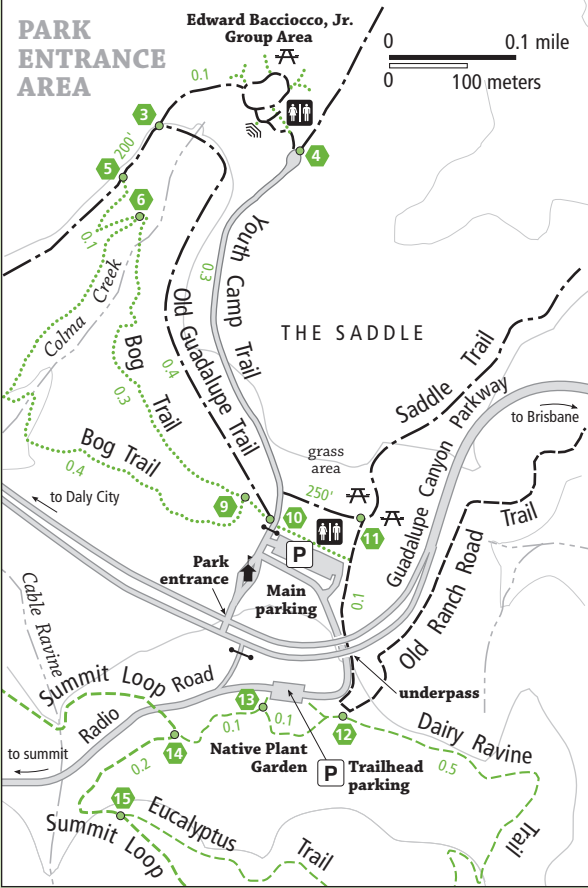 PARK
ENTRANCE
AREA
Edward Bacciocco, Jr.
Group Area
0 0.1 mile
0 100 meters
0.1
3
200'
4
5
6
0.1
Youth Camp Trail
0.3
Colma Creek
Old Guadalupe Trail
0.4
THE SADDLE
Bog Trail
0.3
Saddle Trail
Guadalupe Canyon Parkway
to Brisbane
Bog Trail
0.4
grass
area
250'
to Daly City
9
10
11
P
Old Ranch Road Trail
Park
entrance
Main
parking
0.1
Cable Ravine
Summit Loop
Radio Road
underpass
13
0.1
0.1
12
Dairy Ravine Trail
0.5
14
Native Plant
Garden
P Trailhead
parking
to summit
0.2
15
Eucalyptus Trail
Summit Loop